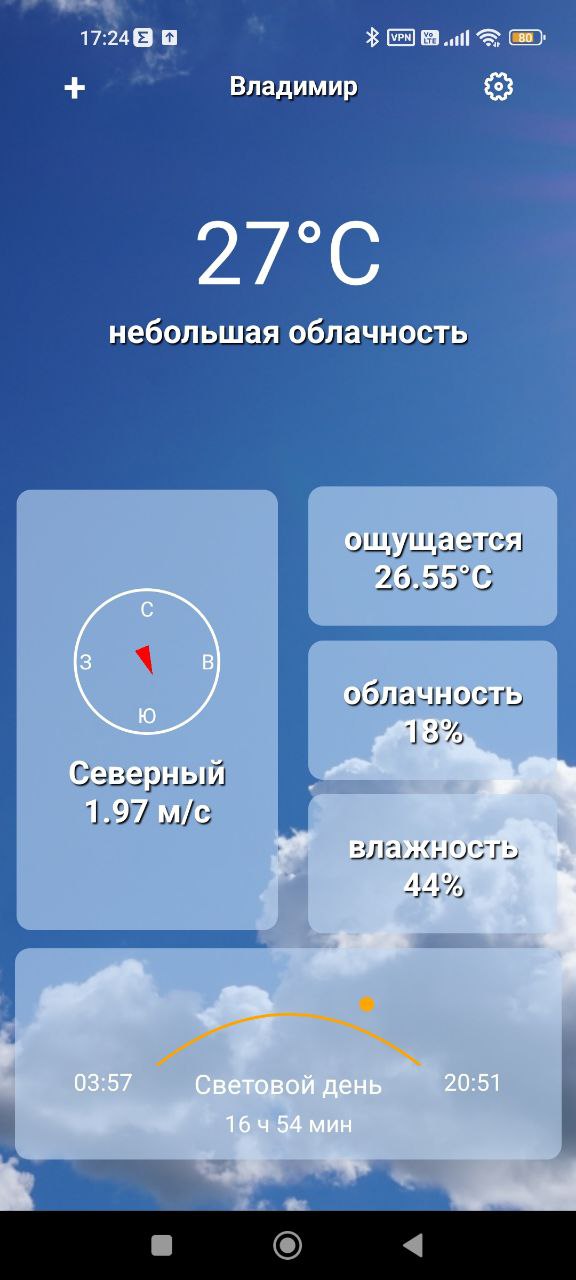 17:24 VPN Vo LTE 80
+ Владимир
27°C
небольшая облачность
ощущается
26.55°C
С
З В
Ю
Северный
1.97 м/с
облачность
18%
влажность
44%
03:57 Световой день 20:51
16 ч 54 мин